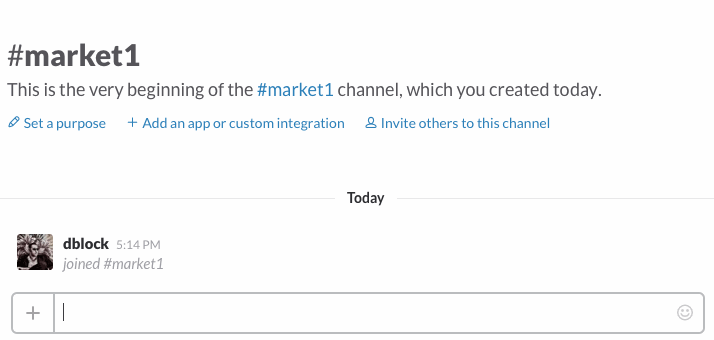 #market1
This is the very beginning of the #market1 channel, which you created today.
Set a purpose + Add an app or custom integration Invite others to this channel
Today
dblock 5:14 PM
joined #market1
+